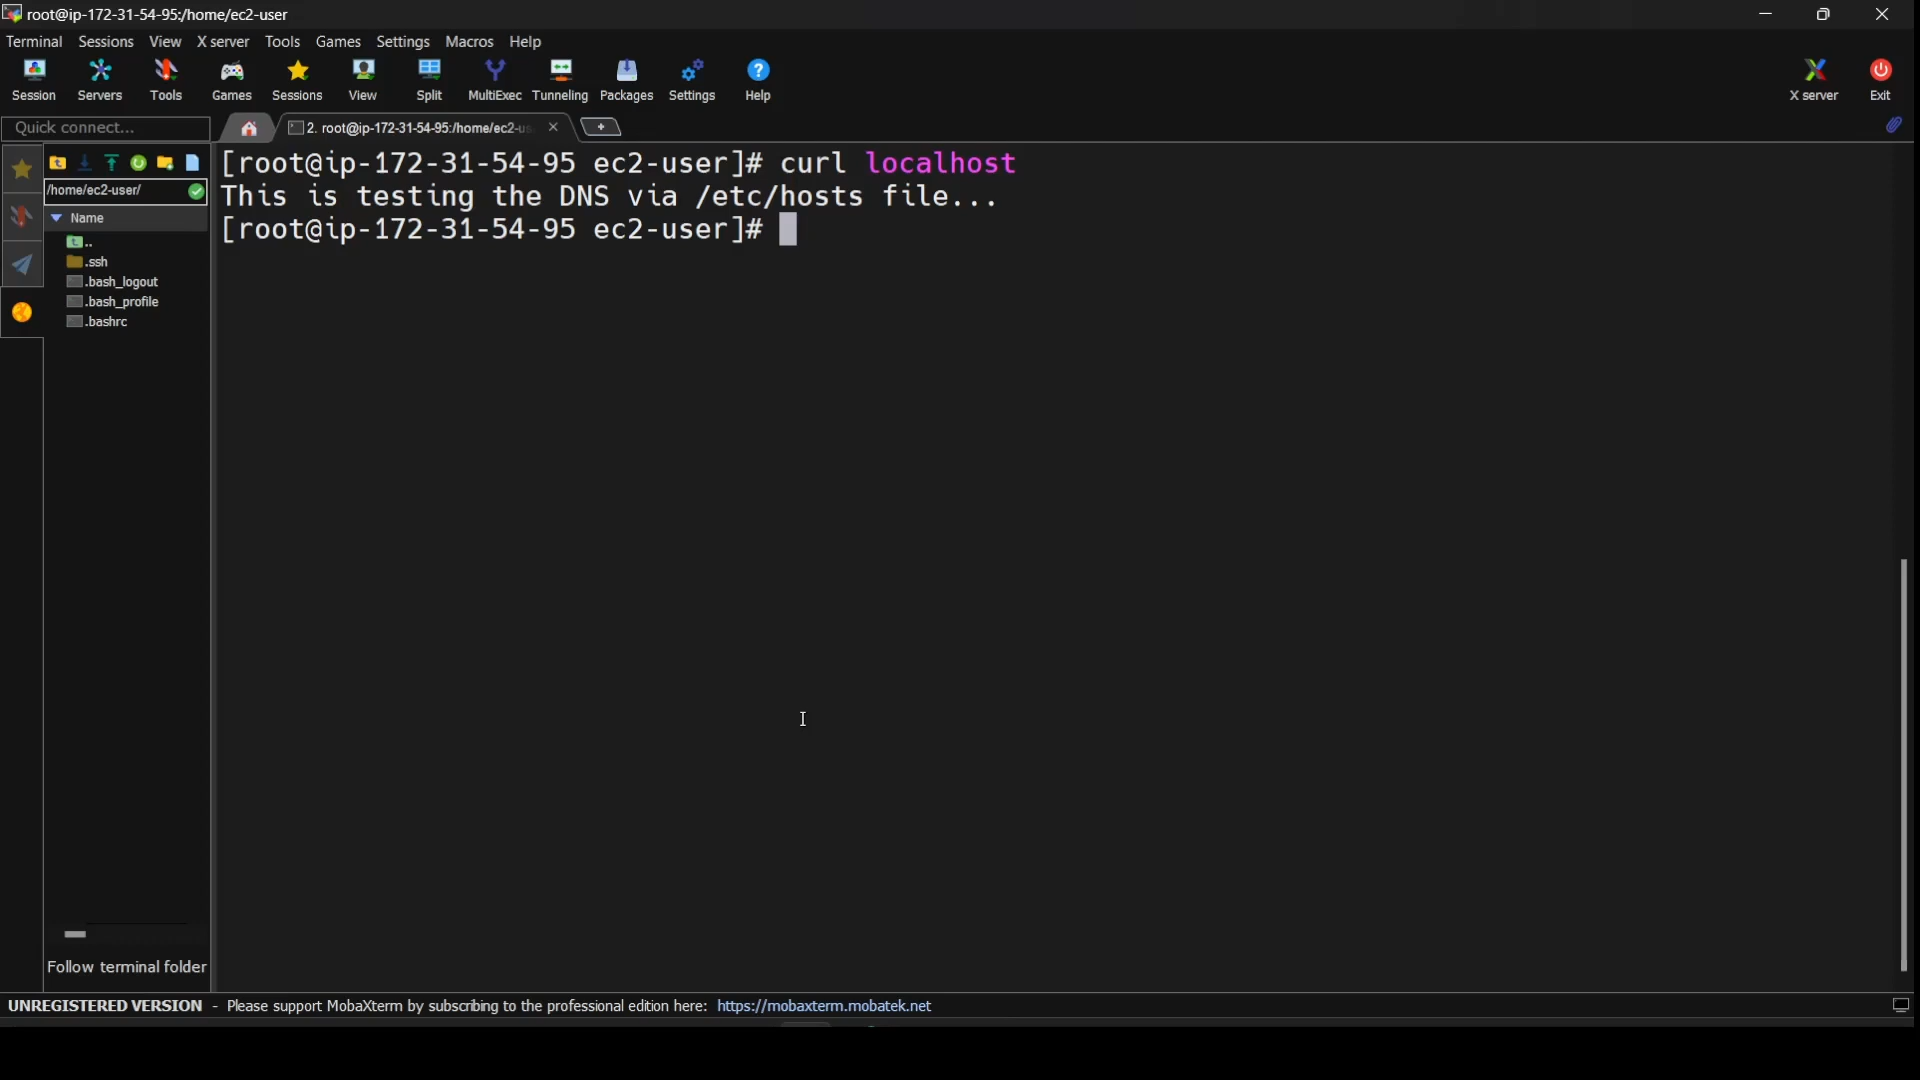 root@ip-172-31-54-95:/home/ec2-user
Terminal Sessions View X server Tools Games Settings Macros Help
Session Servers Tools Games Sessions View Split MultiExec Tunneling Packages Settings Help X server Exit
Quick connect...
2. root@ip-172-31-54-95:/home/ec2-us
/home/ec2-user/
Name
..
.ssh
.bash_logout
.bash_profile
.bashrc
[root@ip-172-31-54-95 ec2-user]# curl localhost
This is testing the DNS via /etc/hosts file...
[root@ip-172-31-54-95 ec2-user]#
Follow terminal folder
UNREGISTERED VERSION - Please support MobaXterm by subscribing to the professional edition here: https://mobaxterm.mobatek.net